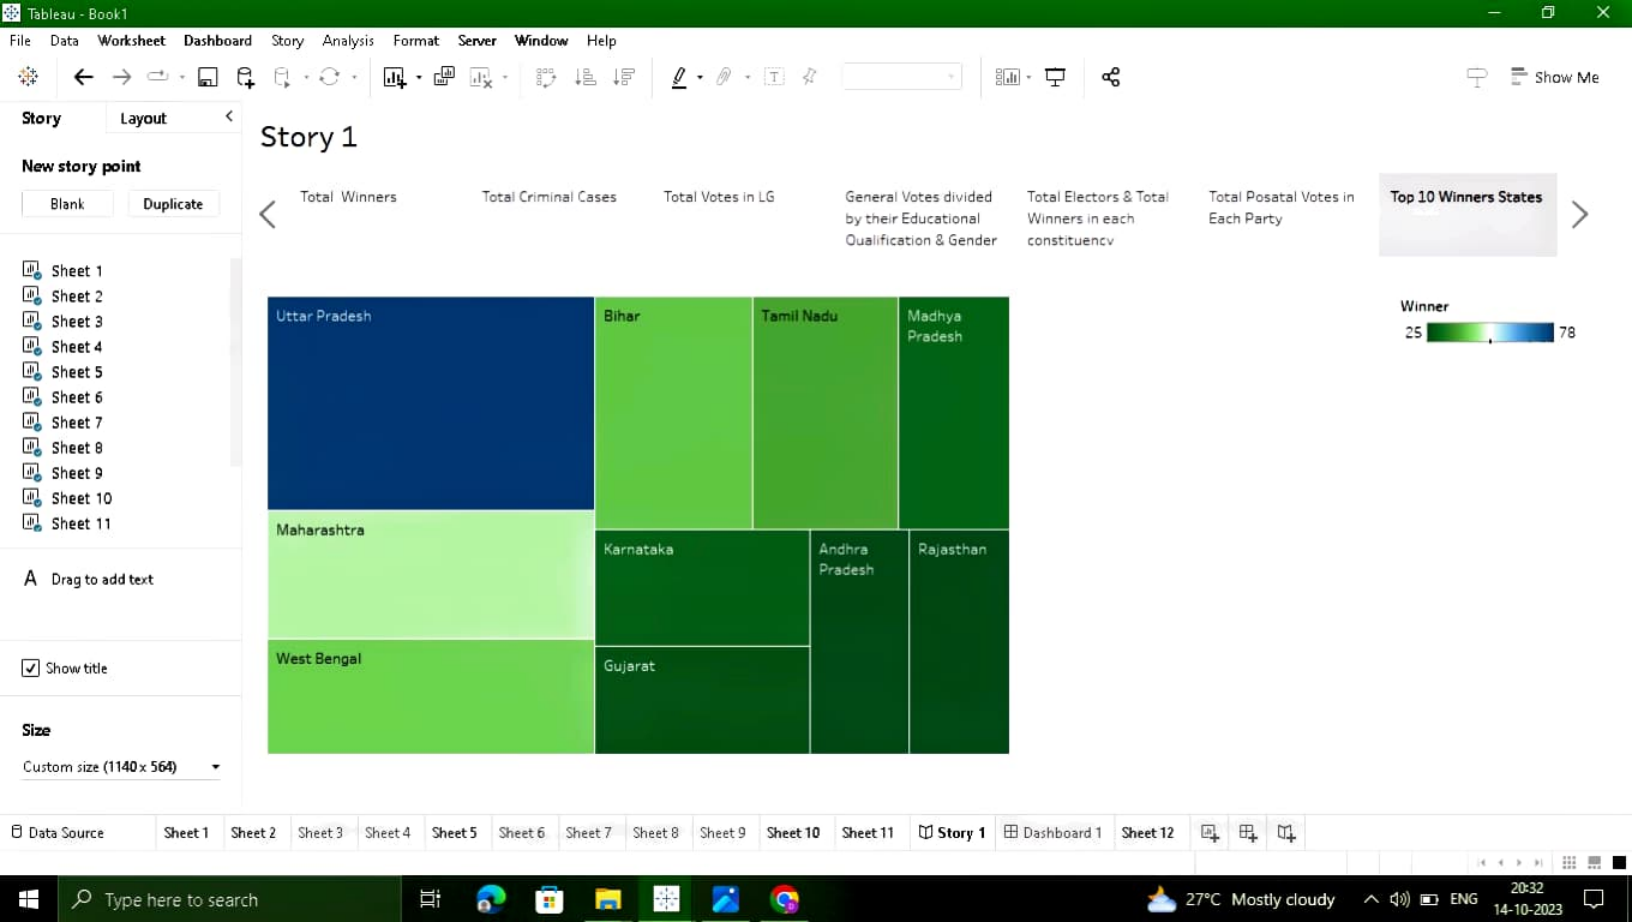 Tableau - Book1
File Data Worksheet Dashboard Story Analysis Format Server Window Help
Show Me
Story Layout
New story point
Blank Duplicate
Sheet 1
Sheet 2
Sheet 3
Sheet 4
Sheet 5
Sheet 6
Sheet 7
Sheet 8
Sheet 9
Sheet 10
Sheet 11
A Drag to add text
Show title
Size
Custom size (1140 x 564)
Story 1
Total Winners
Total Criminal Cases
Total Votes in LG
General Votes divided
by their Educational
Qualification & Gender
Total Electors & Total
Winners in each
constituency
Total Posatal Votes in
Each Party
Top 10 Winners States
Uttar Pradesh
Maharashtra
West Bengal
Bihar
Tamil Nadu
Madhya
Pradesh
Karnataka
Gujarat
Andhra
Pradesh
Rajasthan
Winner
25 78
Data Source Sheet 1 Sheet 2 Sheet 3 Sheet 4 Sheet 5 Sheet 6 Sheet 7 Sheet 8 Sheet 9 Sheet 10 Sheet 11 Story 1 Dashboard 1 Sheet 12
Type here to search
27°C Mostly cloudy
ENG
20:32
14-10-2023